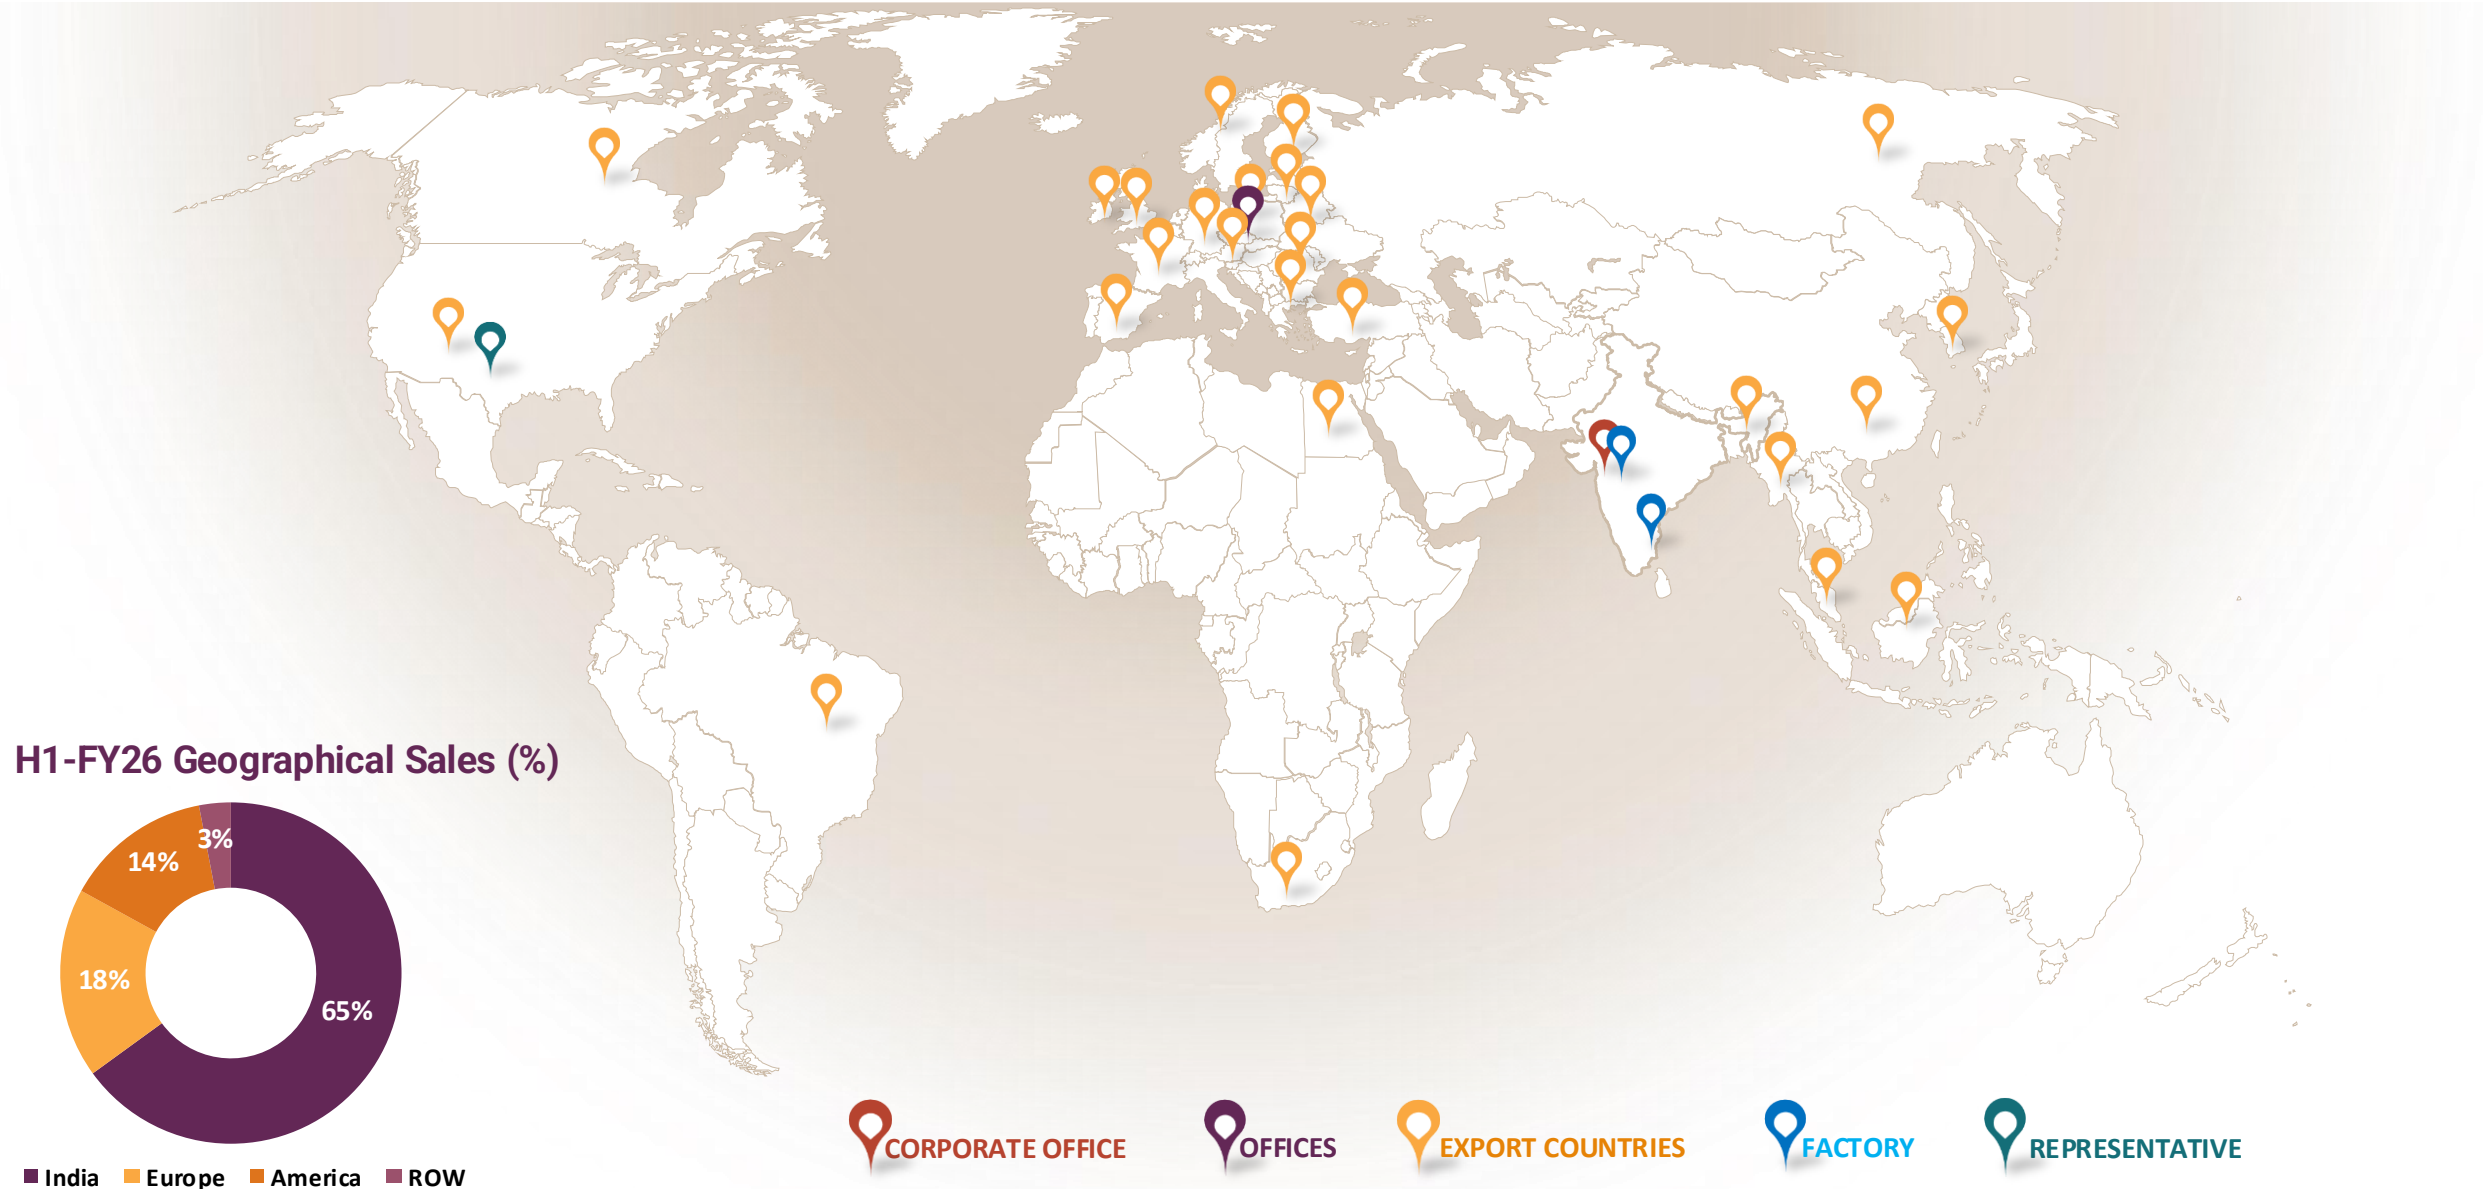 H1-FY26 Geographical Sales (%)
3%
14%
18%
65%
India Europe America ROW
CORPORATE OFFICE OFFICES EXPORT COUNTRIES FACTORY REPRESENTATIVE